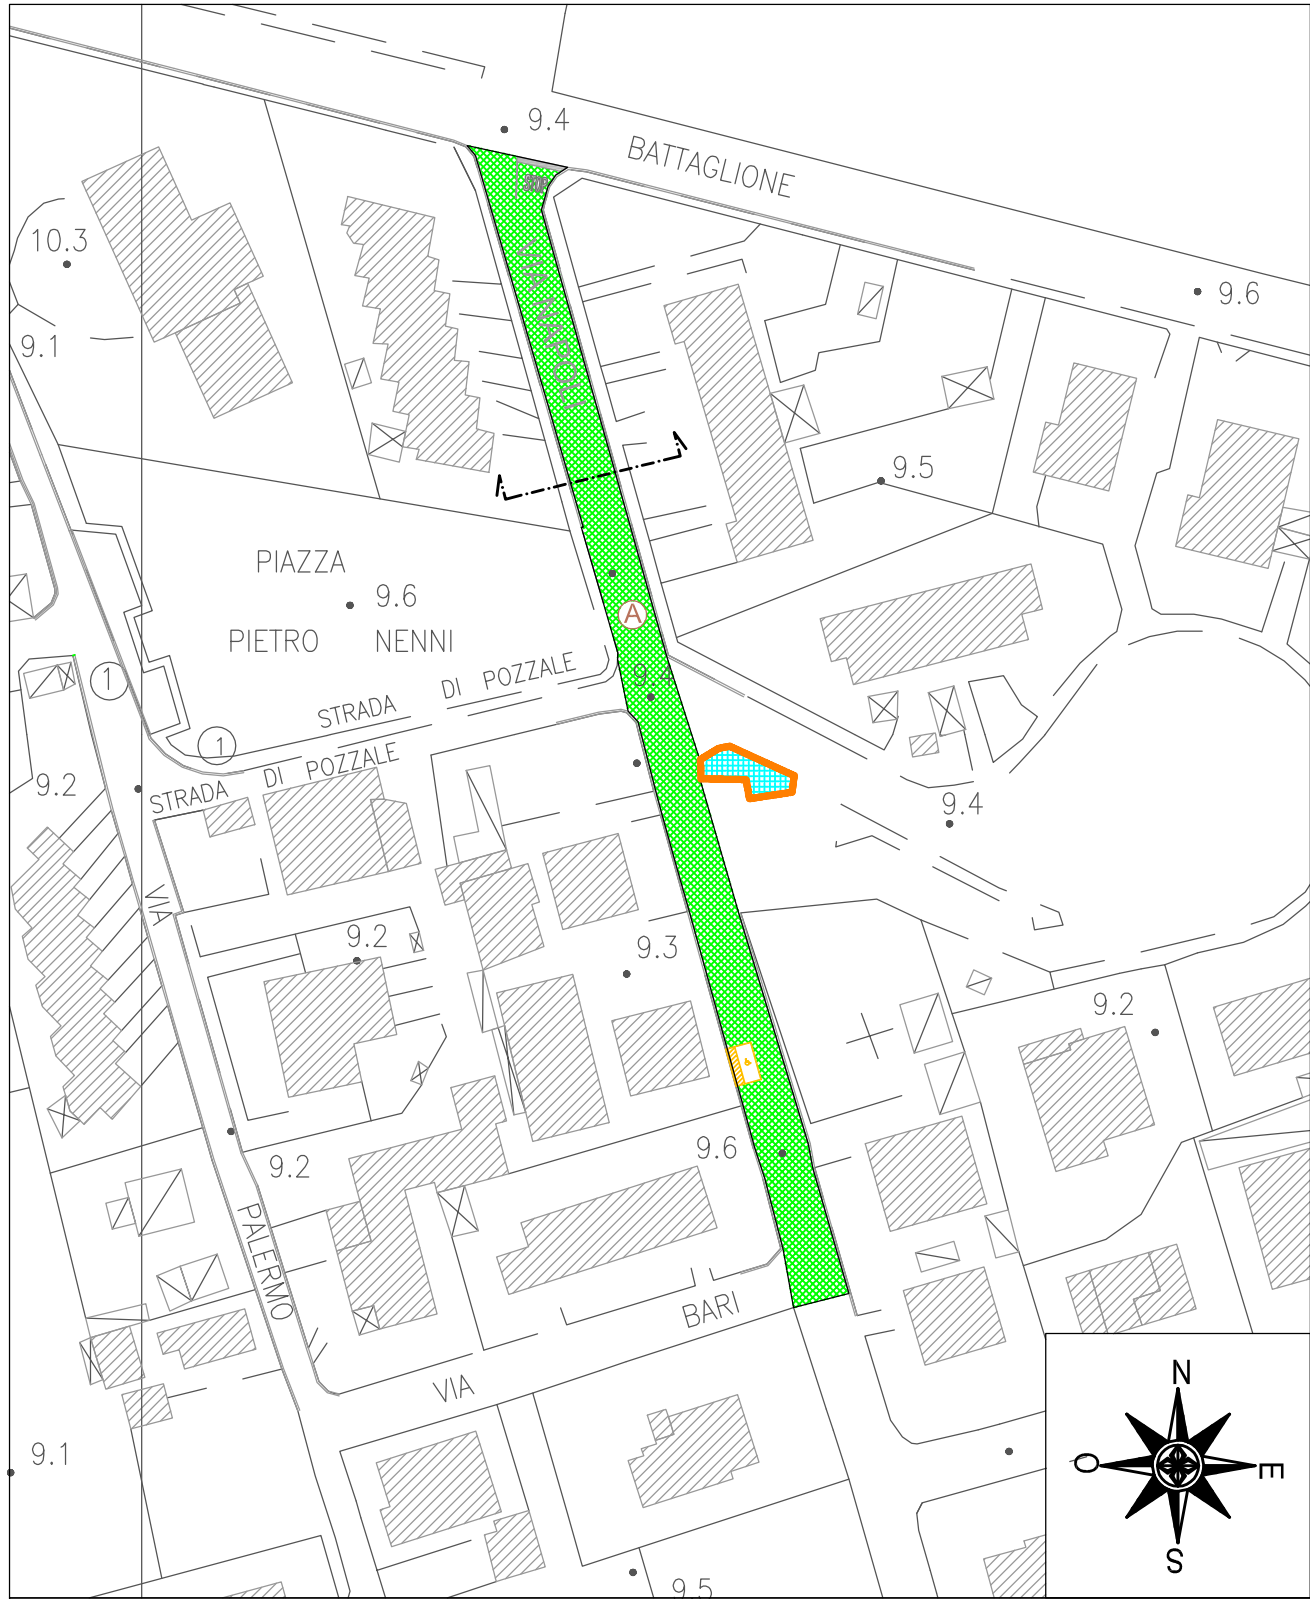 9.4
BATTAGLIONE
STOP
10.3
VIA NAPOLI
9.6
9.1
9.5
PIAZZA
9.6
PIETRO NENNI
A
9.4
1
STRADA DI POZZALE
1
STRADA DI POZZALE
9.2
9.4
VIA
9.2
9.3
9.2
9.6
9.2
PALERMO
BARI
VIA
N
O
E
S
9.1
9.5